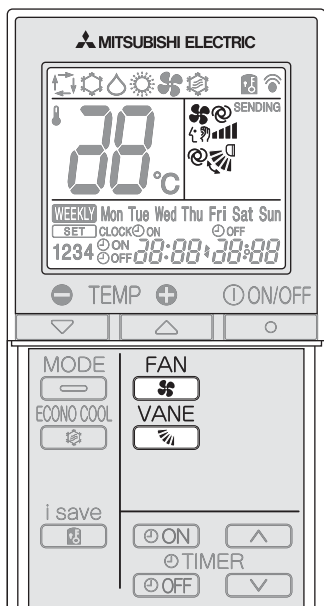 MITSUBISHI ELECTRIC
SENDING
88 °C
WEEKLY Mon Tue Wed Thu Fri Sat Sun
SET CLOCK ON OFF
1234 ON 88:88 OFF 88:88
TEMP ON/OFF
MODE FAN
ECONO COOL VANE
i save
ON
TIMER
OFF